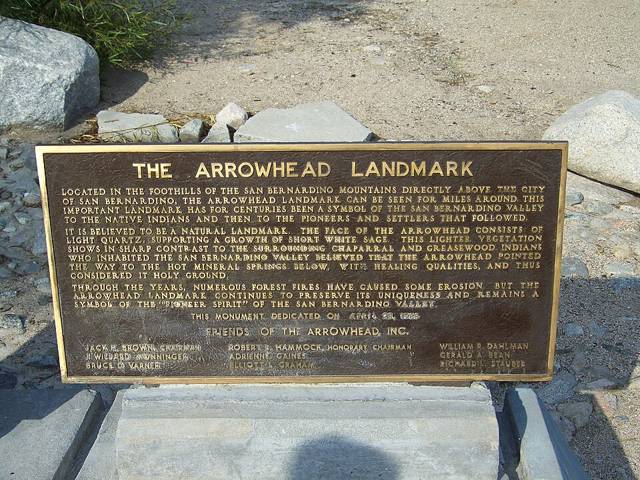 THE ARROWHEAD LANDMARK
LOCATED IN THE FOOTHILLS OF THE SAN BERNARDINO MOUNTAINS DIRECTLY ABOVE THE CITY
OF SAN BERNARDINO, THE ARROWHEAD LANDMARK CAN BE SEEN FOR MILES AROUND. THIS
IMPORTANT LANDMARK HAS FOR CENTURIES BEEN A SYMBOL OF THE SAN BERNARDINO VALLEY
TO THE NATIVE INDIANS AND THEN TO THE PIONEERS AND SETTLERS THAT FOLLOWED.
IT IS BELIEVED TO BE A NATURAL LANDMARK. THE FACE OF THE ARROWHEAD CONSISTS OF
LIGHT QUARTZ, SUPPORTING A GROWTH OF SHORT WHITE SAGE. THIS LIGHTER VEGETATION
SHOWS IN SHARP CONTRAST TO THE SURROUNDING CHAPARRAL AND GREASEWOOD. INDIANS
WHO INHABITED THE SAN BERNARDINO VALLEY BELIEVED THAT THE ARROWHEAD POINTED
THE WAY TO THE HOT MINERAL SPRINGS BELOW, WITH HEALING QUALITIES, AND THUS
CONSIDERED IT HOLY GROUND.
THROUGH THE YEARS, NUMEROUS FOREST FIRES HAVE CAUSED SOME EROSION. BUT THE
ARROWHEAD LANDMARK CONTINUES TO PRESERVE ITS UNIQUENESS AND REMAINS A
SYMBOL OF THE "PIONEER SPIRIT" OF THE SAN BERNARDINO VALLEY.
THIS MONUMENT DEDICATED ON APRIL
FRIENDS OF THE ARROWHEAD, INC.
JACK H. BROWN, CHAIRMAN ROBERT B. HAMMOCK, HONORARY CHAIRMAN WILLIAM R. DAHLMAN
J. WILLARD ADRIENNE GAINES GERALD A. BEAN
BRUCE D. VARNER ELLIOTT L. GRAHAM RICHARD L. STAUBER